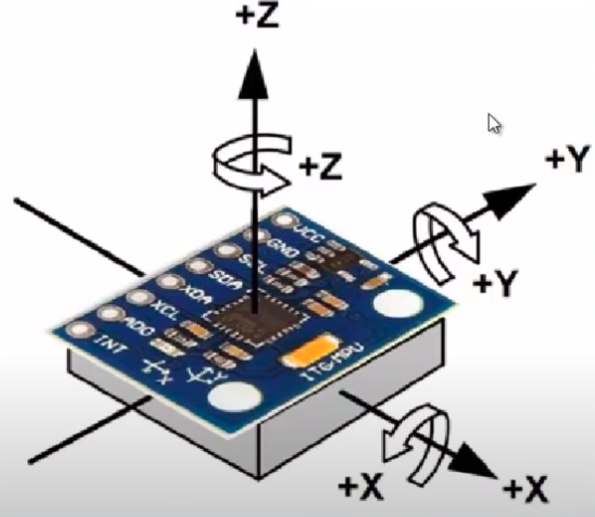 +Z
+Z
+Y
+Y
VCC
GND
SCL
SDA
XDA
XCL
ADO
INT
X
Y
ITG/MPU
+X
+X